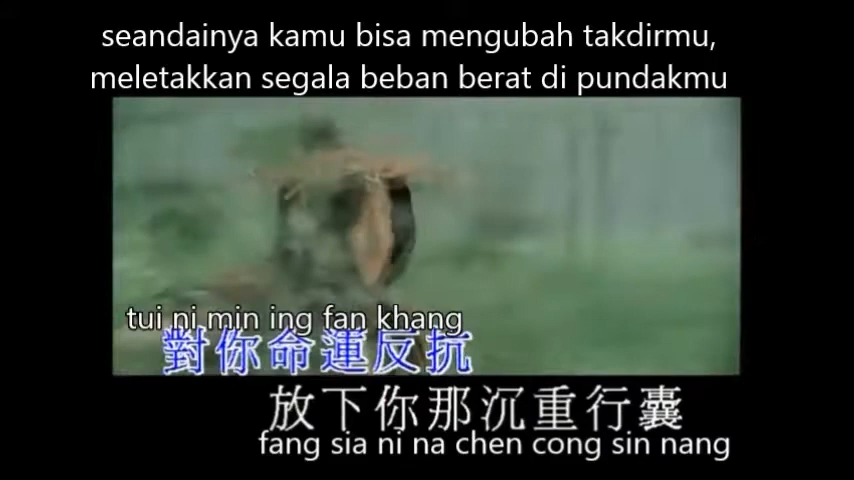 seandainya kamu bisa mengubah takdirmu,
meletakkan segala beban berat di pundakmu
tui ni min ing fan khang
對你命運反抗
放下你那沉重行囊
fang sia ni na chen cong sin nang